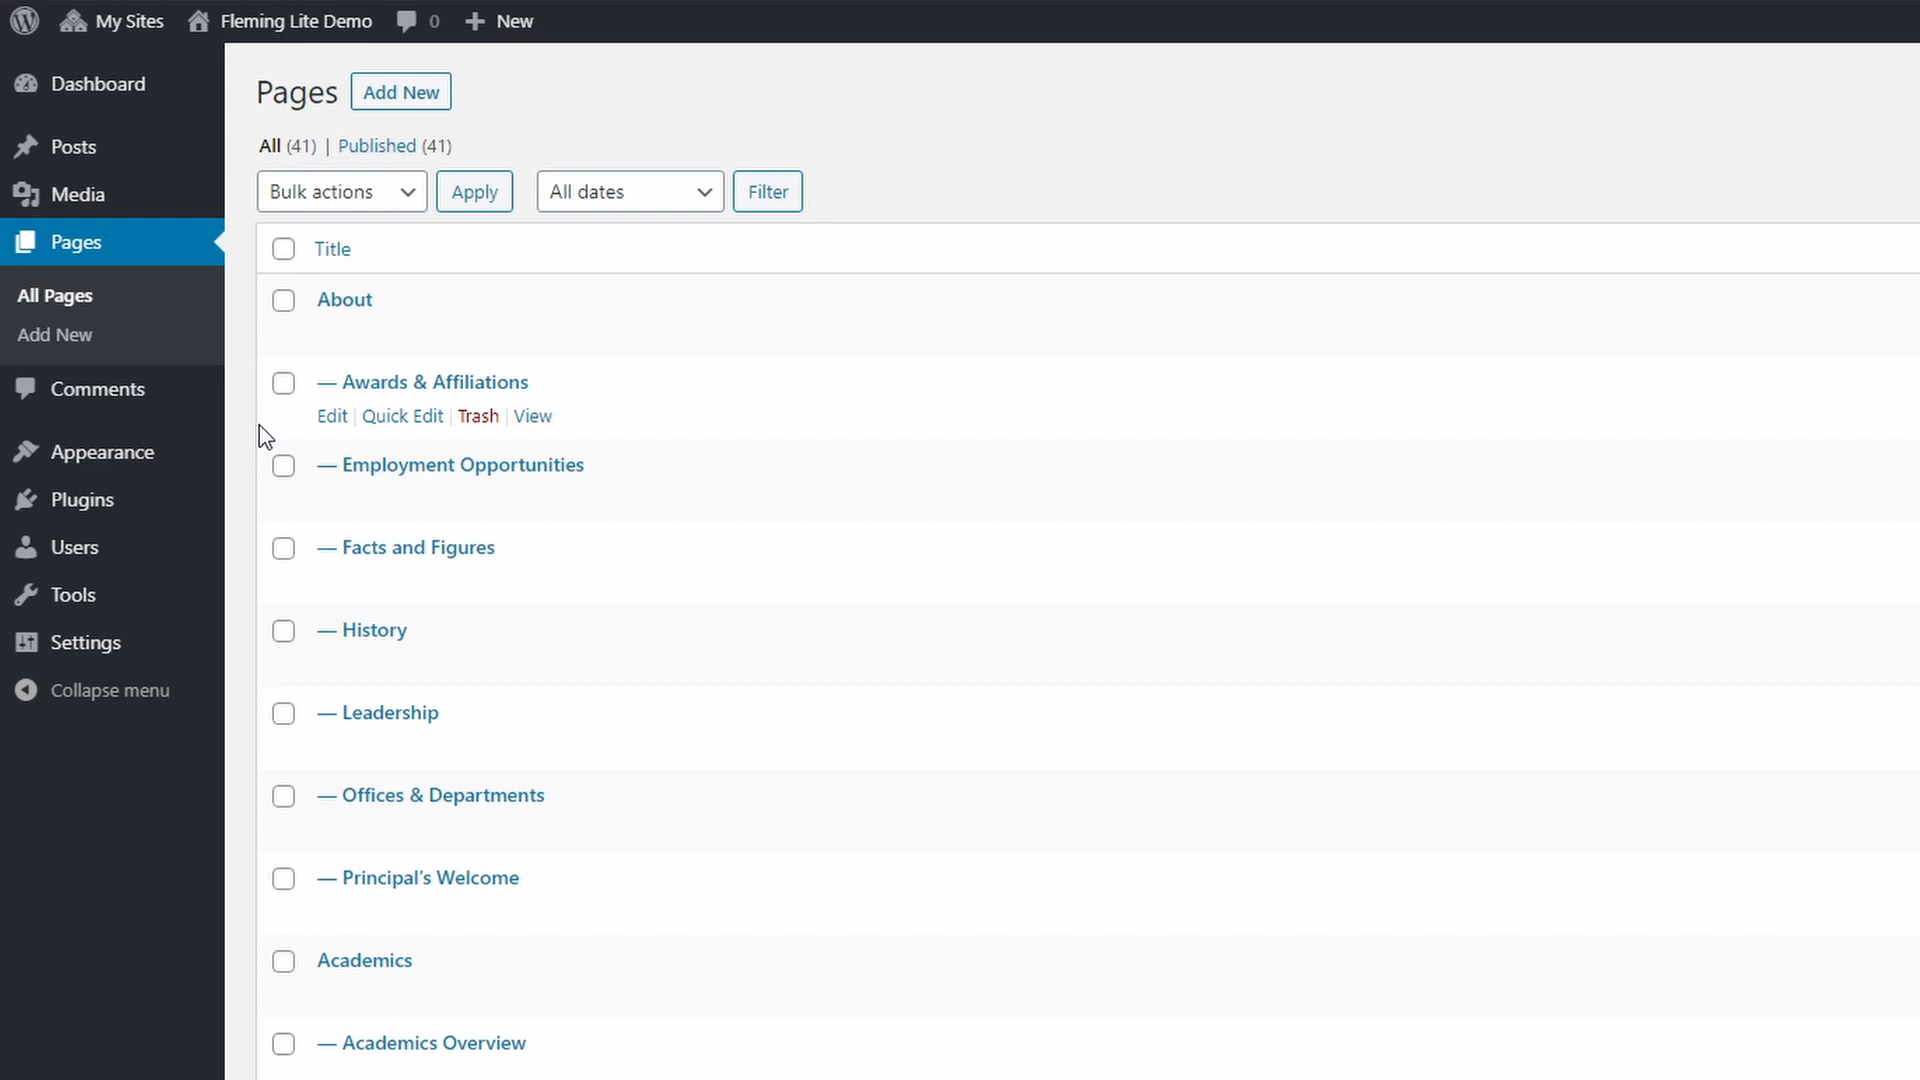 My Sites Fleming Lite Demo 0 New
Dashboard
Posts
Media
Pages
All Pages
Add New
Comments
Appearance
Plugins
Users
Tools
Settings
Collapse menu
Pages Add New
All (41) | Published (41)
Bulk actions Apply All dates Filter
Title
About
— Awards & Affiliations
Edit | Quick Edit | Trash | View
— Employment Opportunities
— Facts and Figures
— History
— Leadership
— Offices & Departments
— Principal’s Welcome
Academics
— Academics Overview